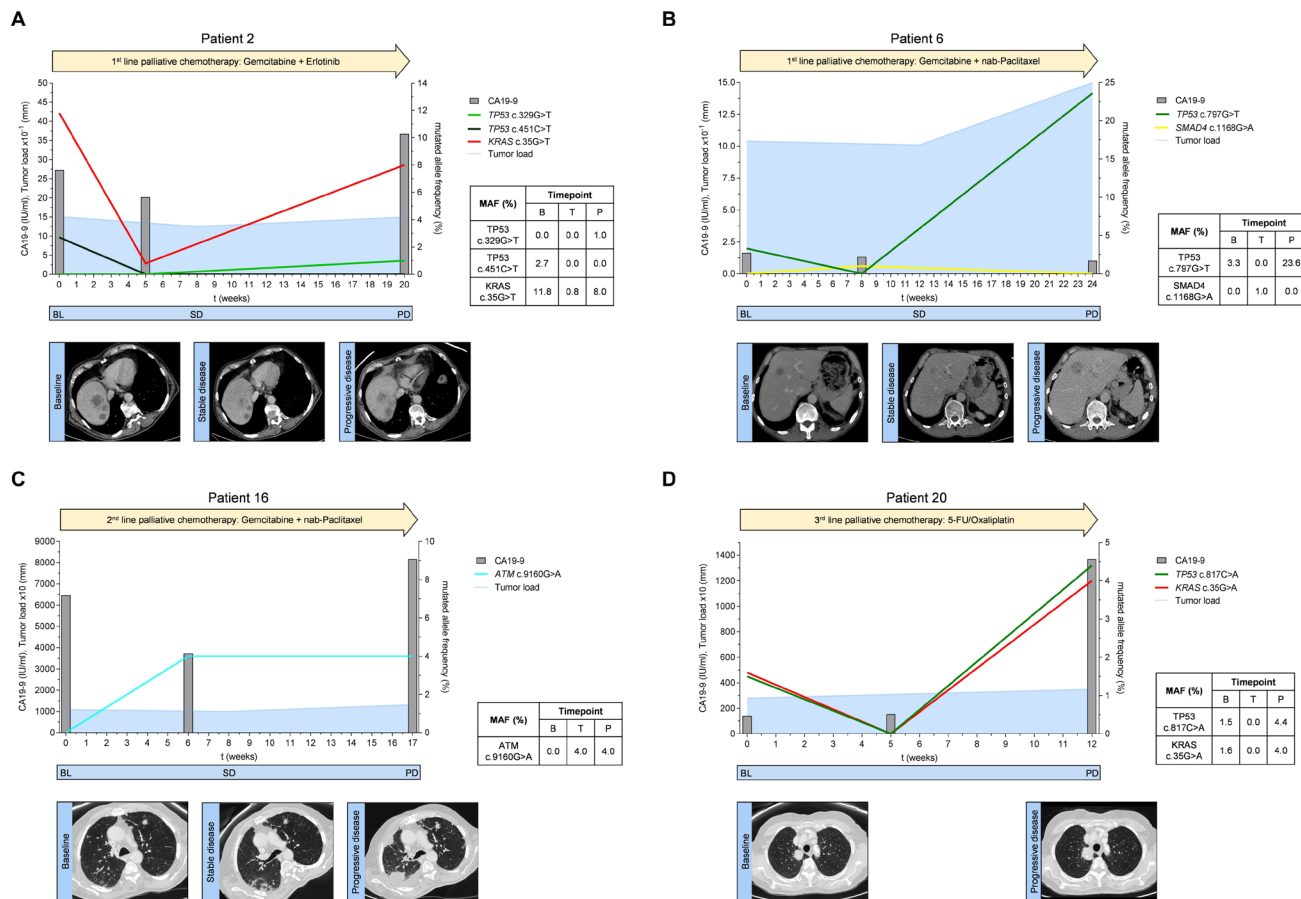 A
Patient 2
1st line palliative chemotherapy: Gemcitabine + Erlotinib
CA19-9 (IU/ml), Tumor load x10-1 (mm)
50
45
40
35
30
25
20
15
10
5
0
14
12
10
8
6
4
2
0
mutated allele frequency (%)
0 1 2 3 4 5 6 7 8 9 10 11 12 13 14 15 16 17 18 19 20
t (weeks)
BL SD PD
CA19-9
TP53 c.329G>T
TP53 c.451C>T
KRAS c.35G>T
Tumor load
MAF (%) Timepoint
B T P
TP53 c.329G>T 0.0 0.0 1.0
TP53 c.451C>T 2.7 0.0 0.0
KRAS c.35G>T 11.8 0.8 8.0
Baseline
Stable disease
Progressive disease
B
Patient 6
1st line palliative chemotherapy: Gemcitabine + nab-Paclitaxel
CA19-9 (IU/ml), Tumor load x10-1 (mm)
15.0
12.5
10.0
7.5
5.0
2.5
0.0
25
20
15
10
5
0
mutated allele frequency (%)
0 1 2 3 4 5 6 7 8 9 10 11 12 13 14 15 16 17 18 19 20 21 22 23 24
t (weeks)
BL SD PD
CA19-9
TP53 c.797G>T
SMAD4 c.1168G>A
Tumor load
MAF (%) Timepoint
B T P
TP53 c.797G>T 3.3 0.0 23.6
SMAD4 c.1168G>A 0.0 1.0 0.0
Baseline
Stable disease
Progressive disease
C
Patient 16
2nd line palliative chemotherapy: Gemcitabine + nab-Paclitaxel
CA19-9 (IU/ml), Tumor load x10 (mm)
9000
8000
7000
6000
5000
4000
3000
2000
1000
0
10
8
6
4
2
0
mutated allele frequency (%)
0 1 2 3 4 5 6 7 8 9 10 11 12 13 14 15 16 17
t (weeks)
BL SD PD
CA19-9
ATM c.9160G>A
Tumor load
MAF (%) Timepoint
B T P
ATM c.9160G>A 0.0 4.0 4.0
Baseline
Stable disease
Progressive disease
D
Patient 20
3rd line palliative chemotherapy: 5-FU/Oxaliplatin
CA19-9 (IU/ml), Tumor load x10 (mm)
1400
1200
1000
800
600
400
200
0
5
4
3
2
1
0
mutated allele frequency (%)
0 1 2 3 4 5 6 7 8 9 10 11 12
t (weeks)
BL PD
CA19-9
TP53 c.817C>A
KRAS c.35G>A
Tumor load
MAF (%) Timepoint
B T P
TP53 c.817C>A 1.5 0.0 4.4
KRAS c.35G>A 1.6 0.0 4.0
Baseline
Progressive disease